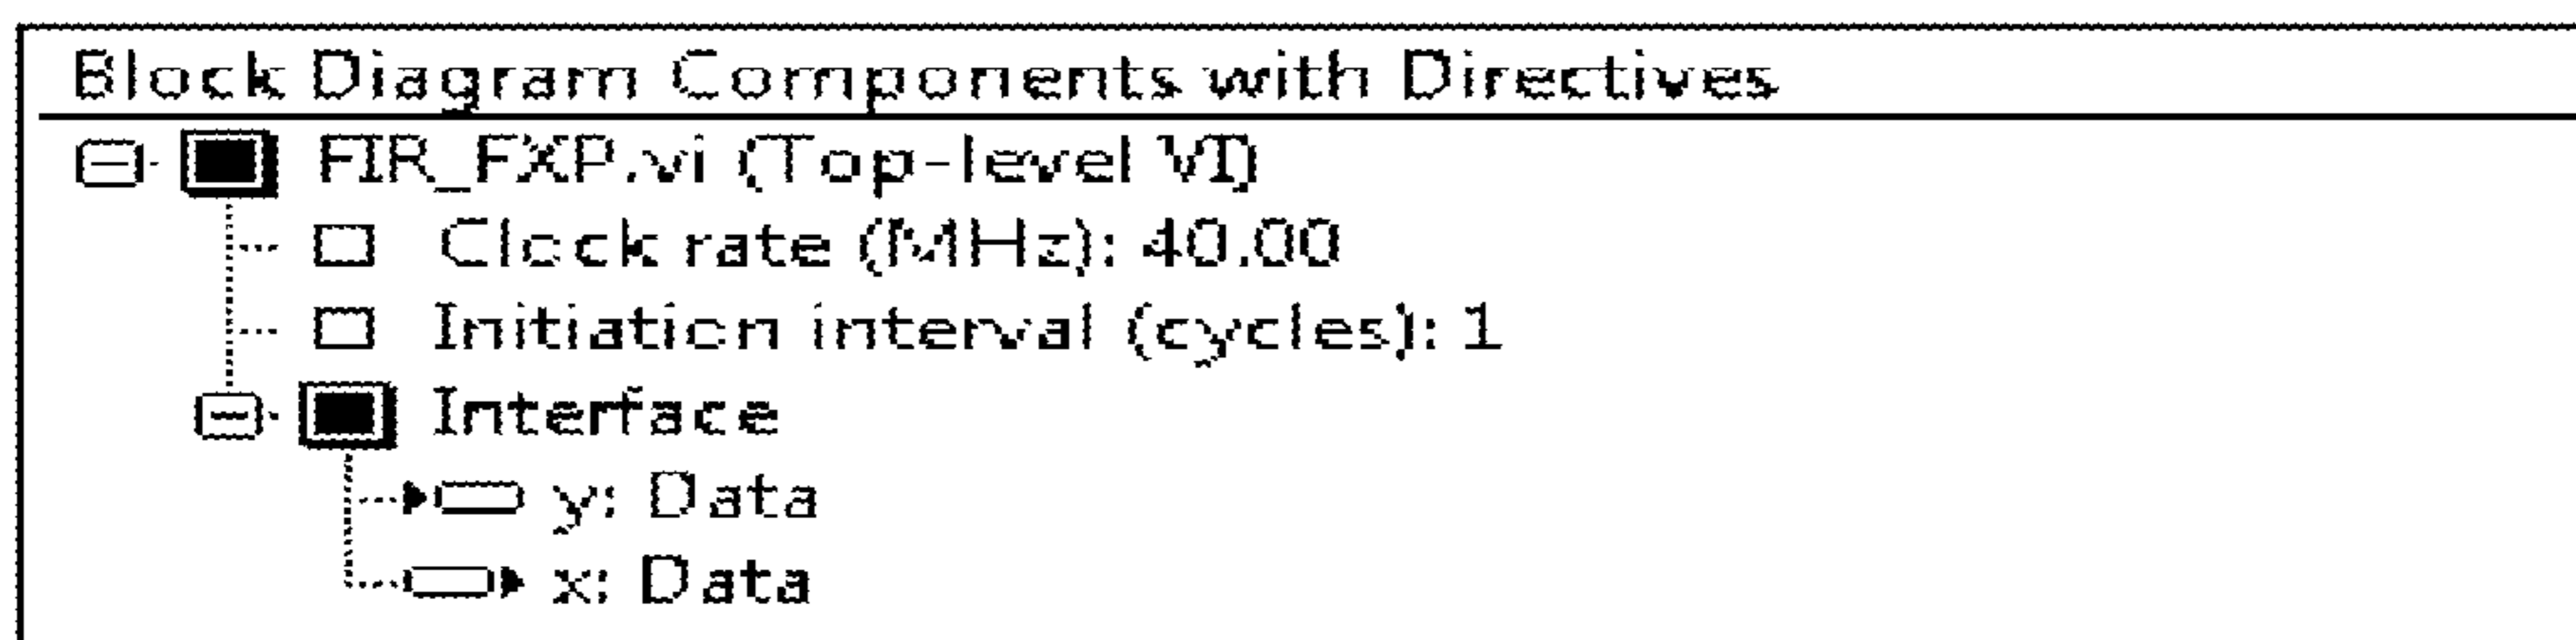 Block Diagram Components with Directives
FIR_FXP.vi (Top-level VI)
Clock rate (MHz): 40.00
Initiation interval (cycles): 1
Interface
y: Data
x: Data